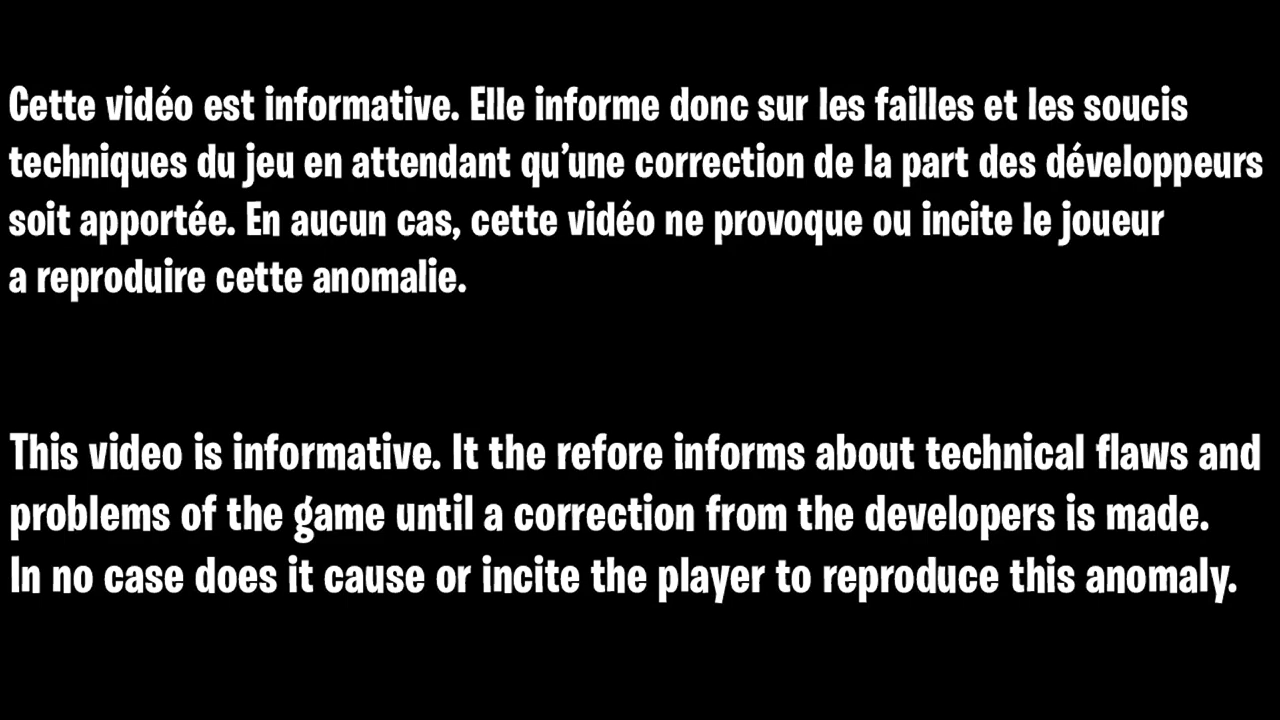 Cette vidéo est informative. Elle informe donc sur les failles et les soucis
techniques du jeu en attendant qu’une correction de la part des développeurs
soit apportée. En aucun cas, cette vidéo ne provoque ou incite le joueur
a reproduire cette anomalie.
This video is informative. It the refore informs about technical flaws and
problems of the game until a correction from the developers is made.
In no case does it cause or incite the player to reproduce this anomaly.